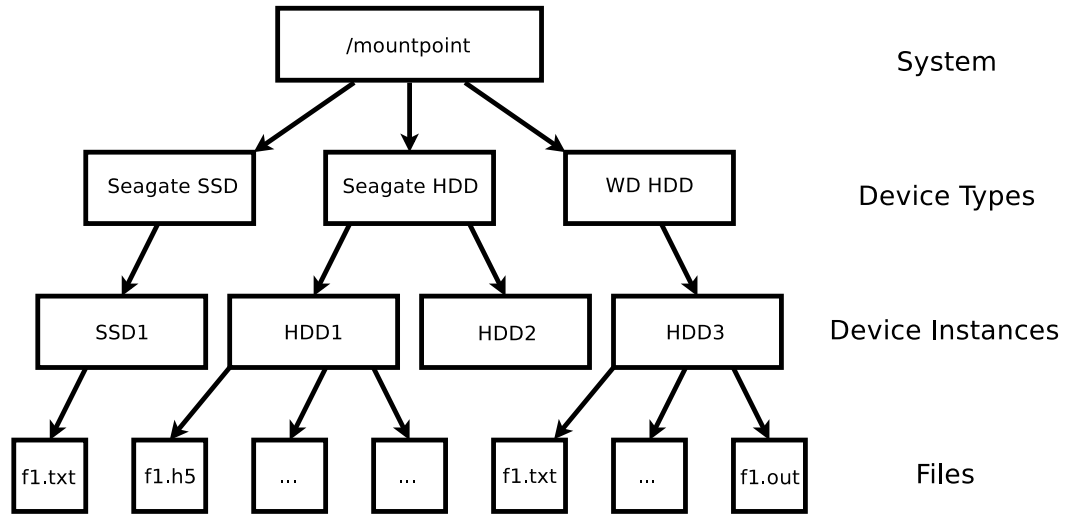 /mountpoint
System
Seagate SSD
Seagate HDD
WD HDD
Device Types
SSD1
HDD1
HDD2
HDD3
Device Instances
f1.txt
f1.h5
...
...
f1.txt
...
f1.out
Files